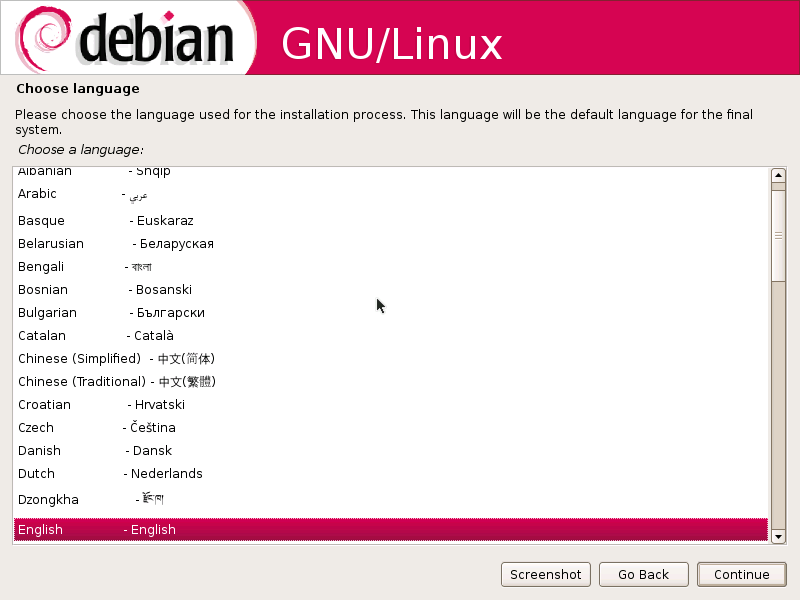 debian GNU/Linux
Choose language
Please choose the language used for the installation process. This language will be the default language for the final
system.
Choose a language:
Albanian - Shqip
Arabic - عربي
Basque - Euskaraz
Belarusian - Беларуская
Bengali - বাংলা
Bosnian - Bosanski
Bulgarian - Български
Catalan - Català
Chinese (Simplified) - 中文(简体)
Chinese (Traditional) - 中文(繁體)
Croatian - Hrvatski
Czech - Čeština
Danish - Dansk
Dutch - Nederlands
Dzongkha - རྫོང་ཁ།
English - English
Screenshot Go Back Continue